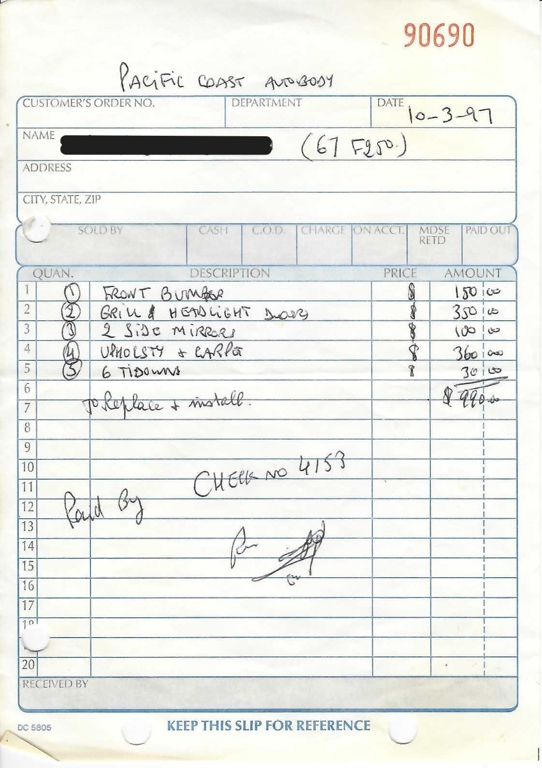 90690
PACIFIC COAST AUTOBODY
CUSTOMER'S ORDER NO. DEPARTMENT DATE 10-3-97
NAME (67 F250.)
ADDRESS
CITY, STATE, ZIP
SOLD BY CASH C.O.D. CHARGE ON ACCT. MDSE RETD PAID OUT
QUAN. DESCRIPTION PRICE AMOUNT
1 (1) FRONT BUMPER $ 150 00
2 (2) GRILL & HEADLIGHT DOORS $ 350 00
3 (3) 2 SIDE MIRRORS $ 100 00
4 (4) UPHOLSTY + CARPET $ 360 00
5 (5) 6 TIDOWNS $ 30 00
6
7 To Replace + install. $ 990.00
8
9
10
11 CHECK NO 4153
12 Paid By
13
14
15
16
17
18
20
RECEIVED BY
DC 5805 KEEP THIS SLIP FOR REFERENCE